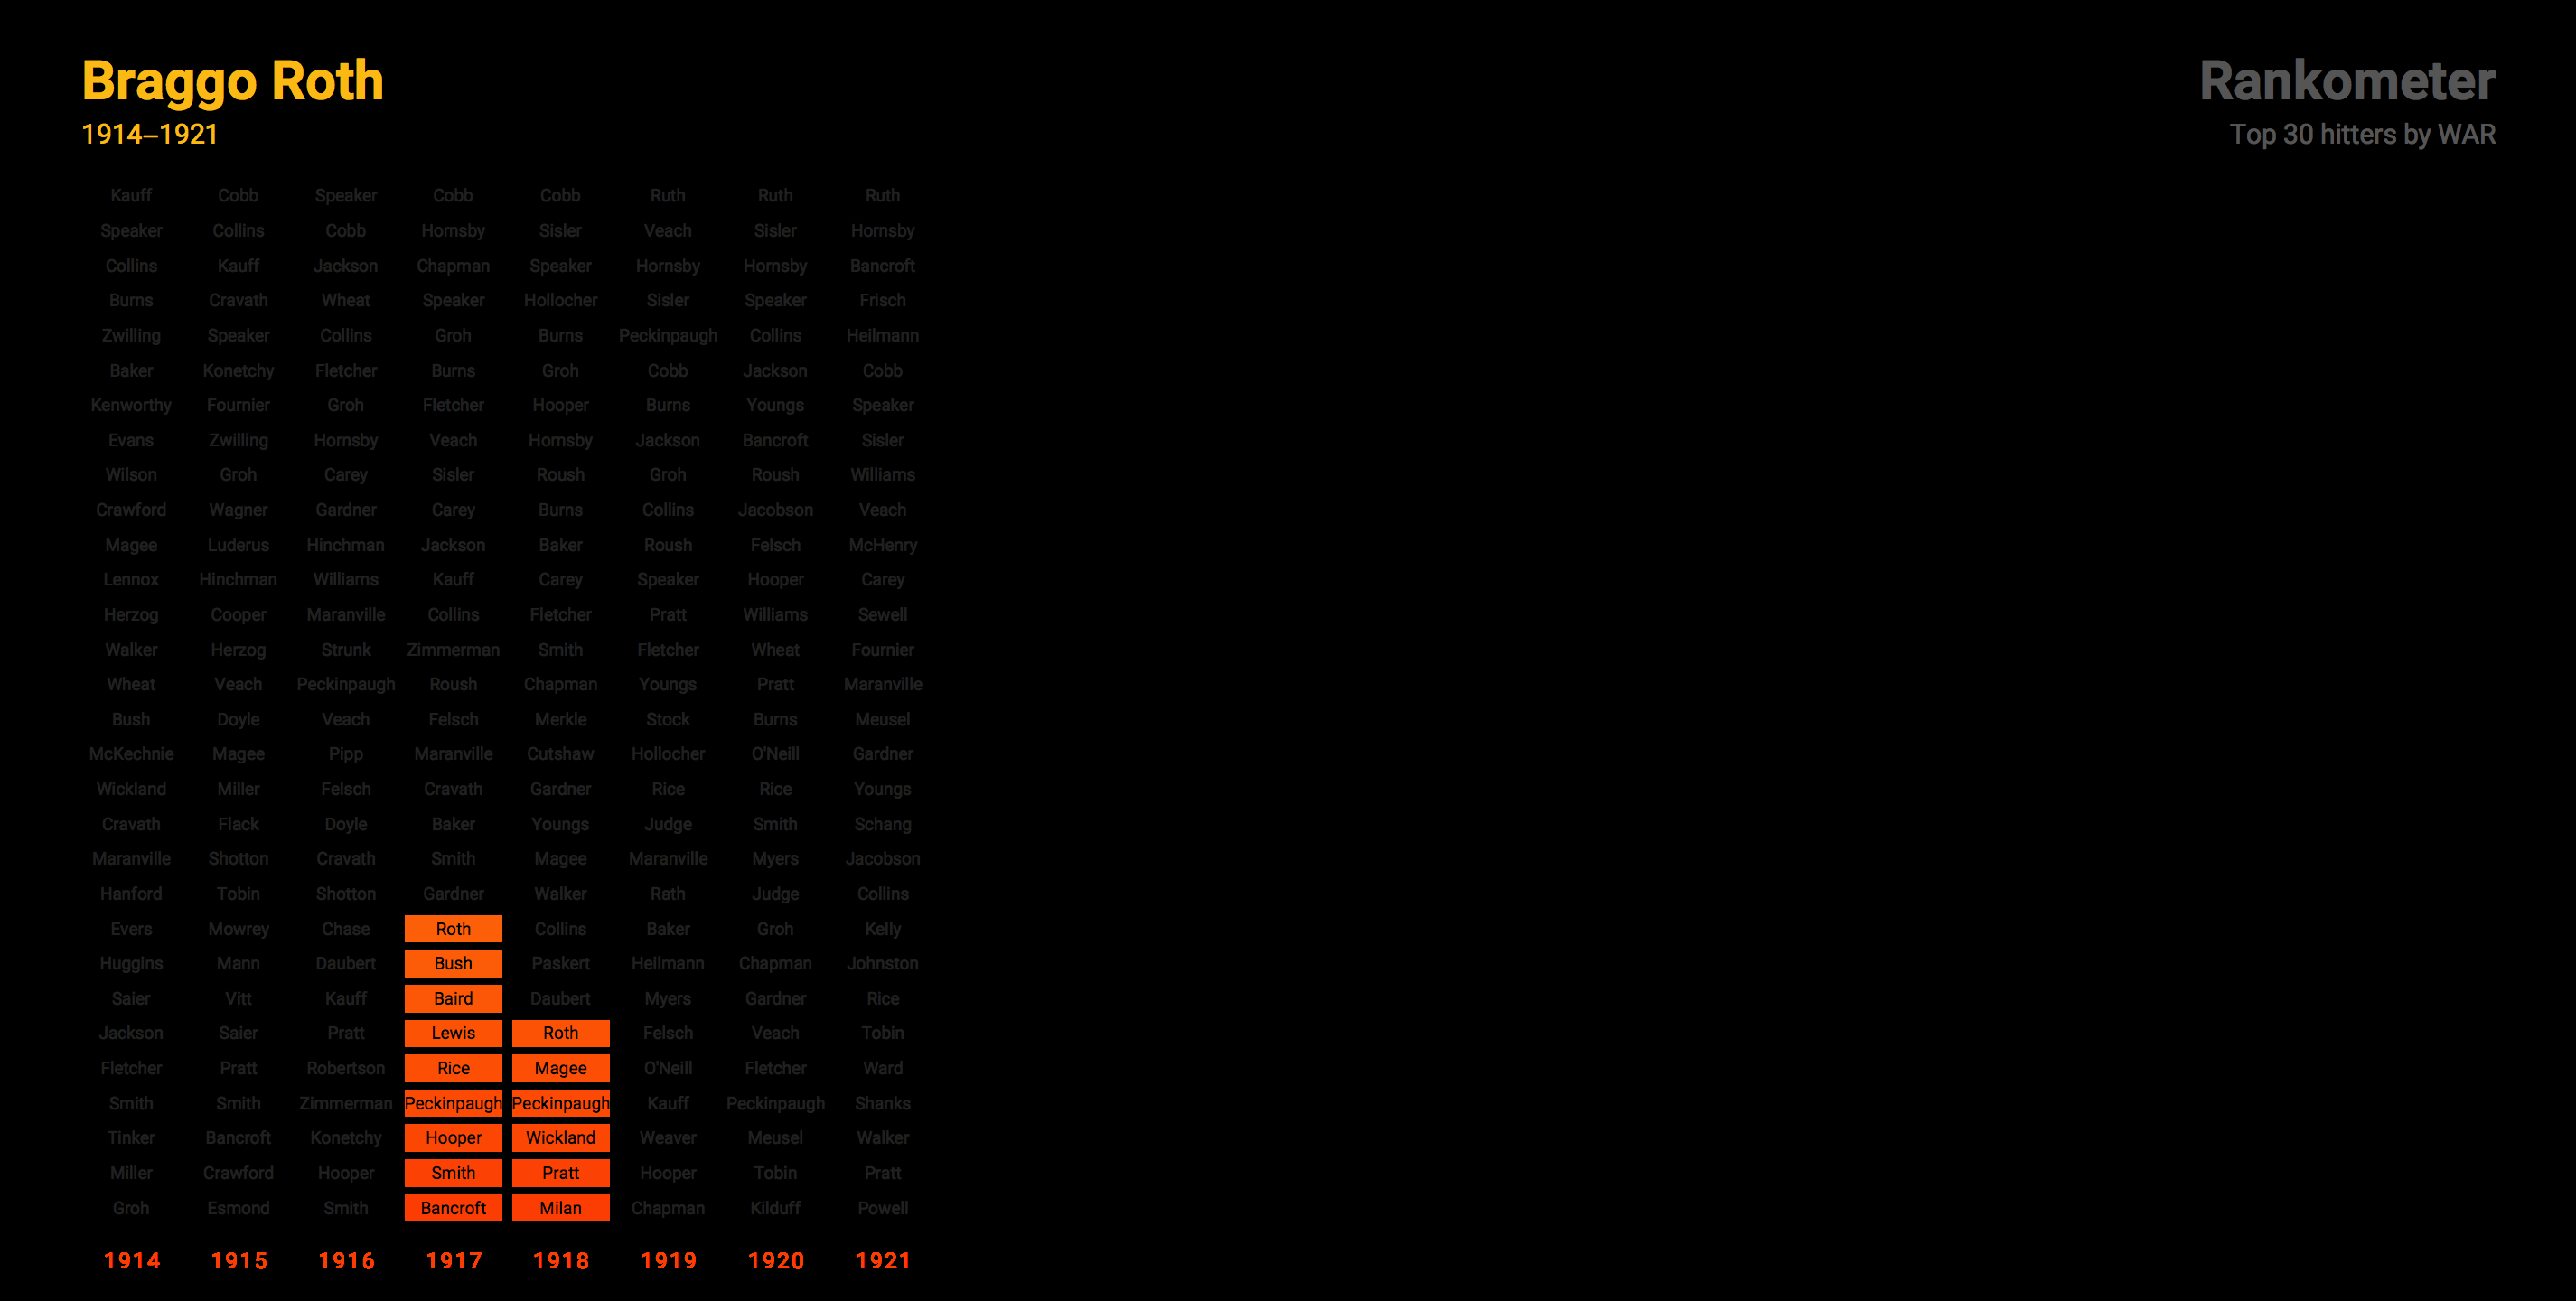 Braggo Roth
1914–1921
Rankometer
Top 30 hitters by WAR
Kauff Cobb Speaker Cobb Cobb Ruth Ruth Ruth
Speaker Collins Cobb Hornsby Sisler Veach Sisler Hornsby
Collins Kauff Jackson Chapman Speaker Hornsby Hornsby Bancroft
Burns Cravath Wheat Speaker Hollocher Sisler Speaker Frisch
Zwilling Speaker Collins Groh Burns Peckinpaugh Collins Heilmann
Baker Konetchy Fletcher Burns Groh Cobb Jackson Cobb
Kenworthy Fournier Groh Fletcher Hooper Burns Youngs Speaker
Evans Zwilling Hornsby Veach Hornsby Jackson Bancroft Sisler
Wilson Groh Carey Sisler Roush Groh Roush Williams
Crawford Wagner Gardner Carey Burns Collins Jacobson Veach
Magee Luderus Hinchman Jackson Baker Roush Felsch McHenry
Lennox Hinchman Williams Kauff Carey Speaker Hooper Carey
Herzog Cooper Maranville Collins Fletcher Pratt Williams Sewell
Walker Herzog Strunk Zimmerman Smith Fletcher Wheat Fournier
Wheat Veach Peckinpaugh Roush Chapman Youngs Pratt Maranville
Bush Doyle Veach Felsch Merkle Stock Burns Meusel
McKechnie Magee Pipp Maranville Cutshaw Hollocher O'Neill Gardner
Wickland Miller Felsch Cravath Gardner Rice Rice Youngs
Cravath Flack Doyle Baker Youngs Judge Smith Schang
Maranville Shotton Cravath Smith Magee Maranville Myers Jacobson
Hanford Tobin Shotton Gardner Walker Rath Judge Collins
Evers Mowrey Chase Roth Collins Baker Groh Kelly
Huggins Mann Daubert Bush Paskert Heilmann Chapman Johnston
Saier Vitt Kauff Baird Daubert Myers Gardner Rice
Jackson Saier Pratt Lewis Roth Felsch Veach Tobin
Fletcher Pratt Robertson Rice Magee O'Neill Fletcher Ward
Smith Smith Zimmerman Peckinpaugh Peckinpaugh Kauff Peckinpaugh Shanks
Tinker Bancroft Konetchy Hooper Wickland Weaver Meusel Walker
Miller Crawford Hooper Smith Pratt Hooper Tobin Pratt
Groh Esmond Smith Bancroft Milan Chapman Kilduff Powell
1914 1915 1916 1917 1918 1919 1920 1921